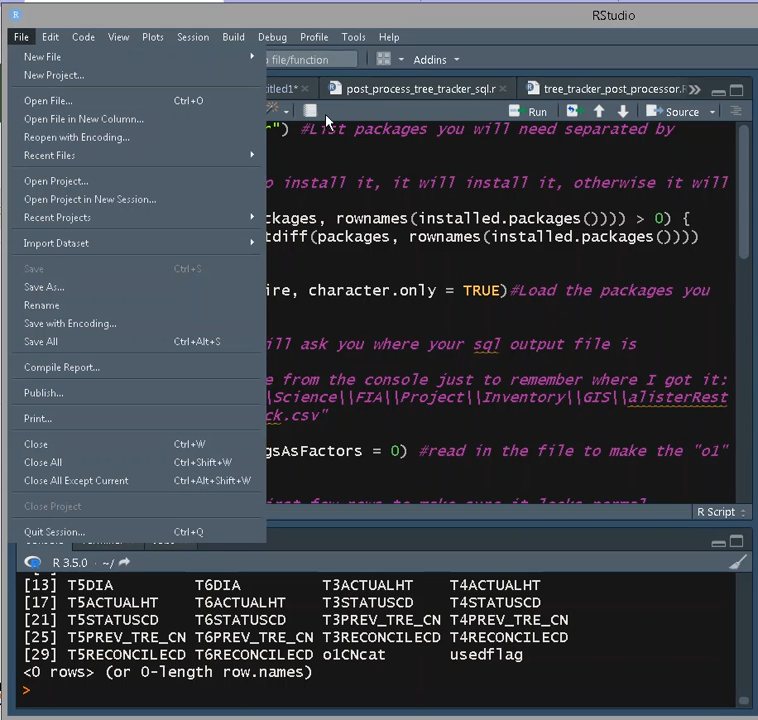 RStudio
File Edit Code View Plots Session Build Debug Profile Tools Help
file/function Addins
New File
New Project...
Open File... Ctrl+O
Open File in New Column...
Reopen with Encoding...
Recent Files
Open Project...
Open Project in New Session...
Recent Projects
Import Dataset
Save Ctrl+S
Save As...
Rename
Save with Encoding...
Save All Ctrl+Alt+S
Compile Report...
Publish...
Print...
Close Ctrl+W
Close All Ctrl+Shift+W
Close All Except Current Ctrl+Alt+Shift+W
Close Project
Quit Session... Ctrl+Q
titled1* post_process_tree_tracker_sql.r tree_tracker_post_processor.R
Run Source
r") #List packages you will need separated by
o install it, it will install it, otherwise it will
ckages, rownames(installed.packages())) > 0) {
tdiff(packages, rownames(installed.packages()))
ire, character.only = TRUE)#Load the packages you
ill ask you where your sql output file is
e from the console just to remember where I got it:
\Science\\FIA\\Project\\Inventory\\GIS\\alisterRest
ck.csv"
gsAsFactors = 0) #read in the file to make the "o1"
R Script
R 3.5.0 · ~/
[13] T5DIA T6DIA T3ACTUALHT T4ACTUALHT
[17] T5ACTUALHT T6ACTUALHT T3STATUSCD T4STATUSCD
[21] T5STATUSCD T6STATUSCD T3PREV_TRE_CN T4PREV_TRE_CN
[25] T5PREV_TRE_CN T6PREV_TRE_CN T3RECONCILECD T4RECONCILECD
[29] T5RECONCILECD T6RECONCILECD o1CNcat usedflag
<0 rows> (or 0-length row.names)
>